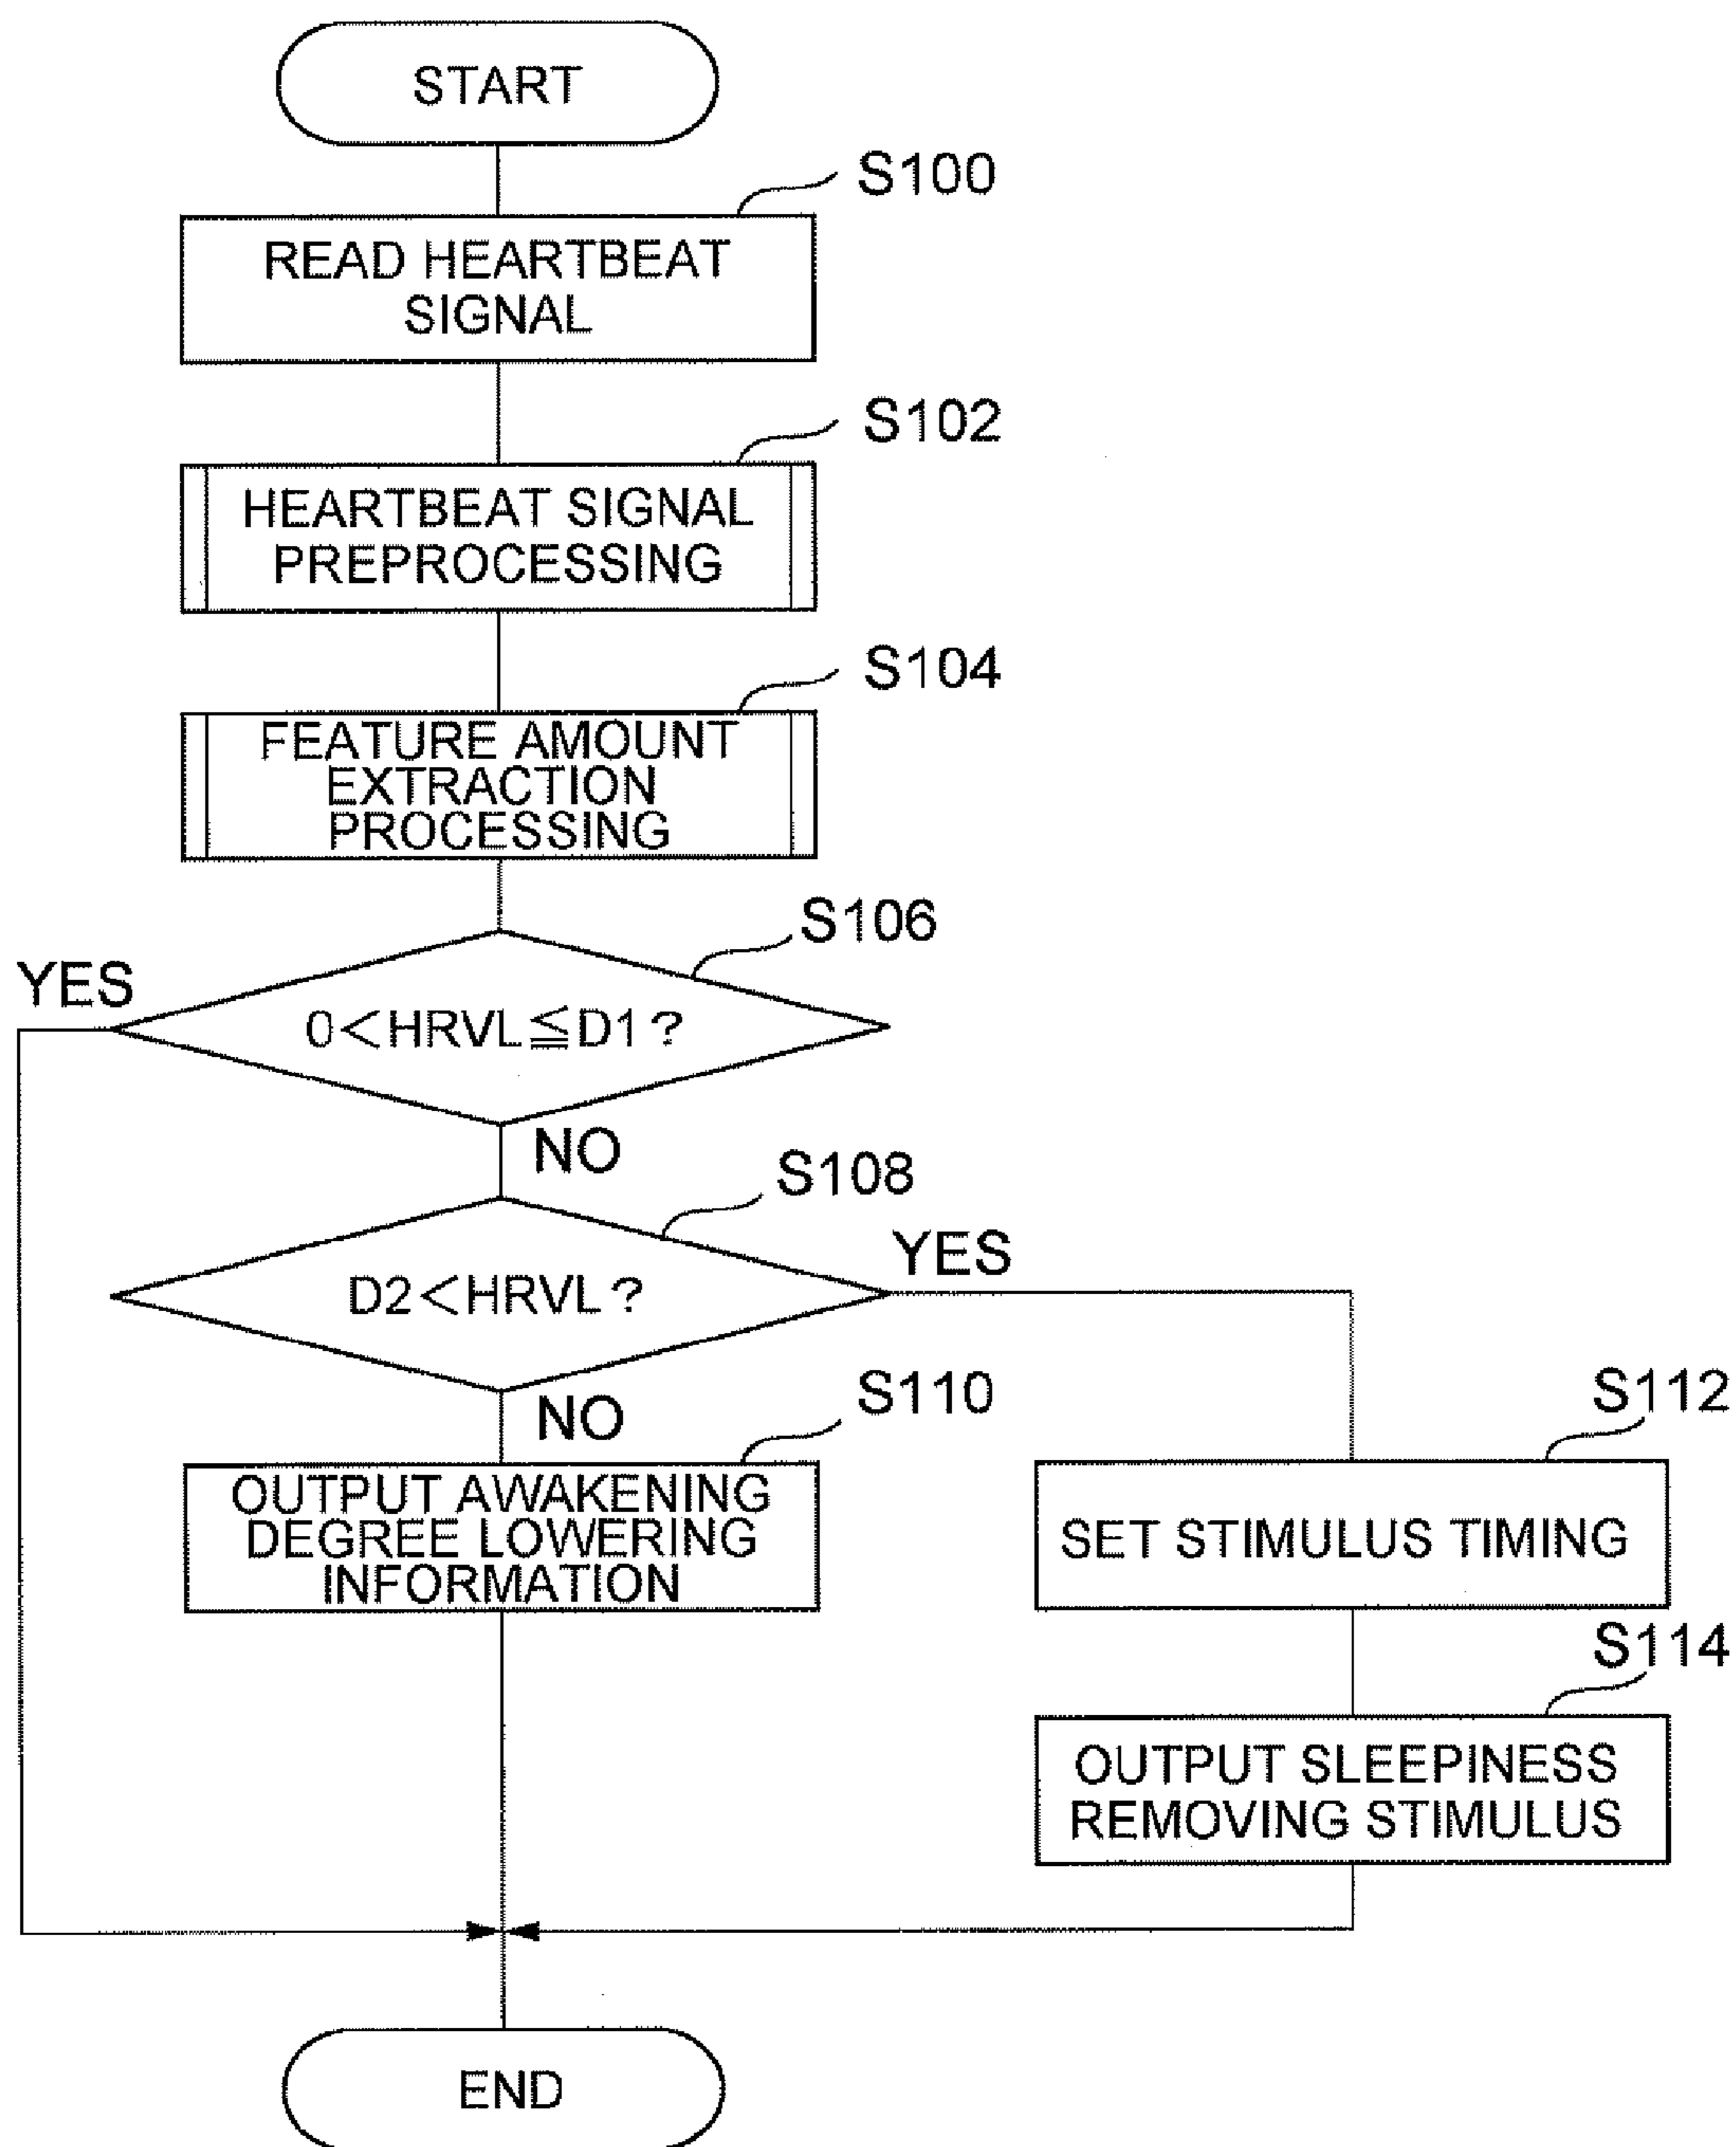 START
S100
READ HEARTBEAT
SIGNAL
S102
HEARTBEAT SIGNAL
PREPROCESSING
S104
FEATURE AMOUNT
EXTRACTION
PROCESSING
S106
YES
0<HRVL≦D1?
NO
S108
D2<HRVL?
YES
NO
S110
OUTPUT AWAKENING
DEGREE LOWERING
INFORMATION
S112
SET STIMULUS TIMING
S114
OUTPUT SLEEPINESS
REMOVING STIMULUS
END